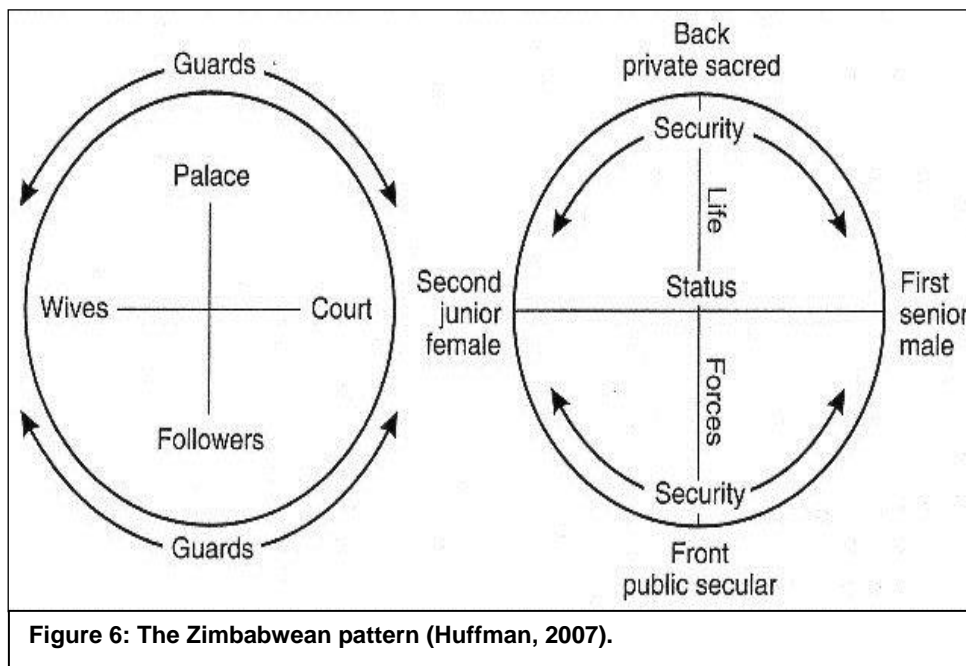 Guards
Palace
Wives
Court
Followers
Guards
Back
private sacred
Security
Life
Second
junior
female
Status
First
senior
male
Forces
Security
Front
public secular
Figure 6: The Zimbabwean pattern (Huffman, 2007).